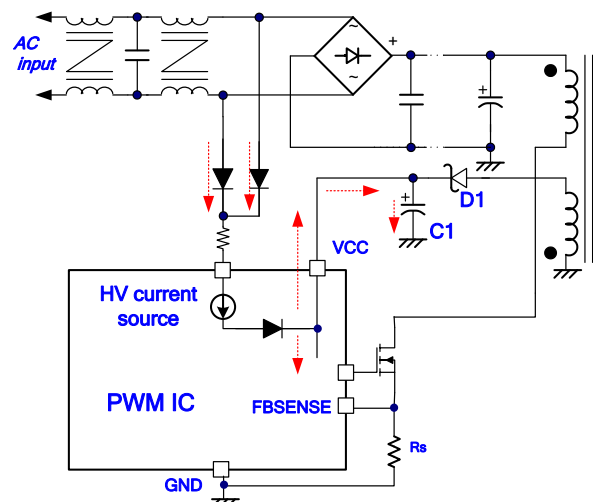 AC
input
~
+
~
+
+
D1
C1
VCC
HV current
source
PWM IC
FBSENSE
Rs
GND